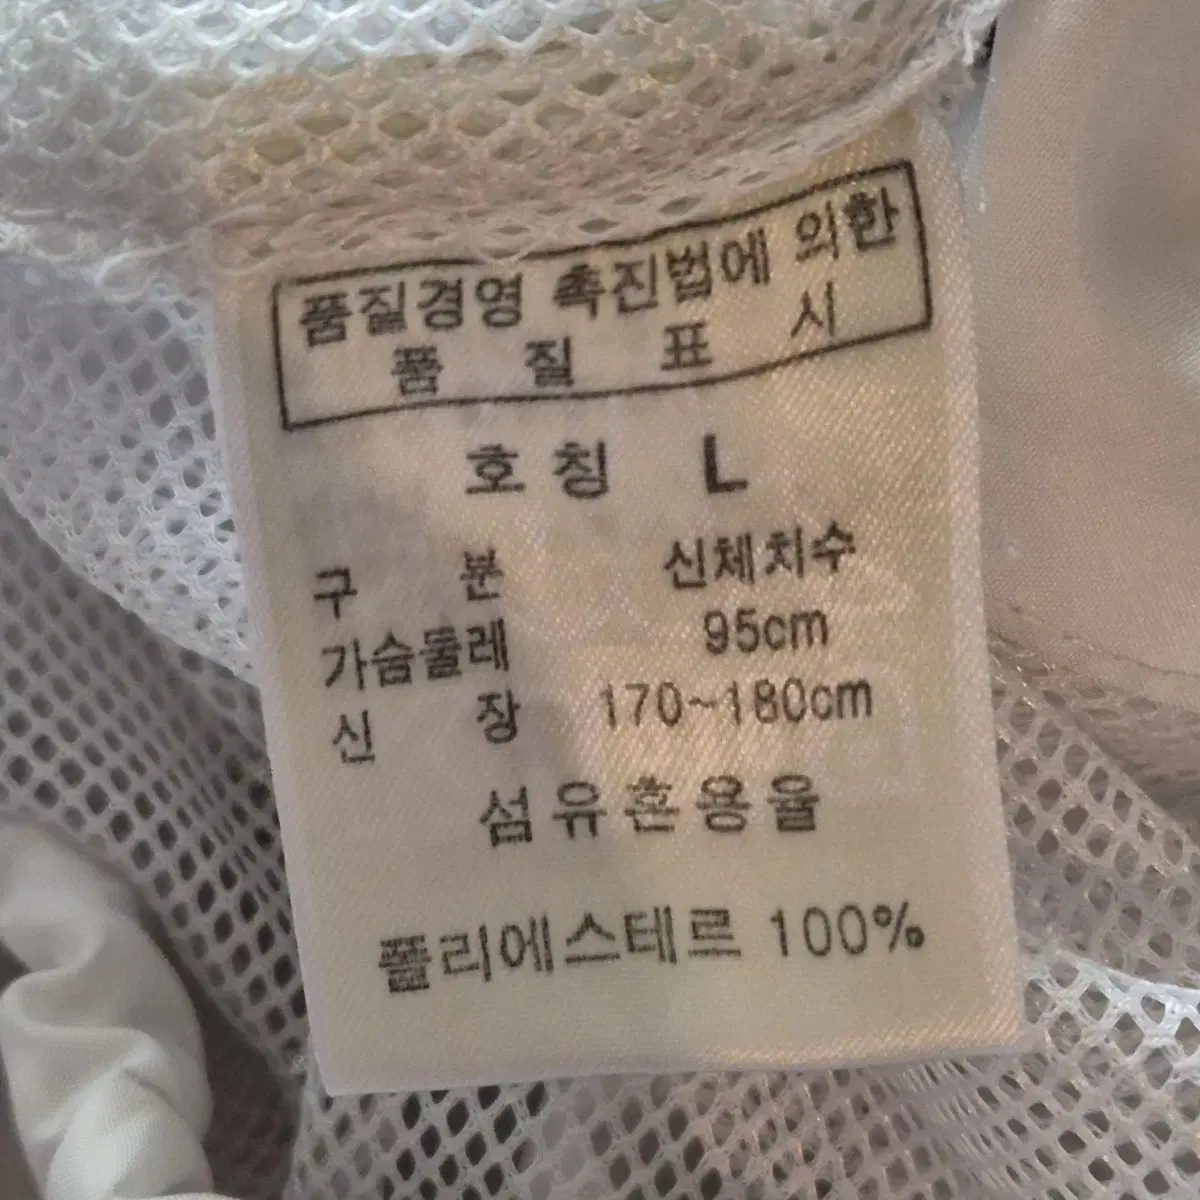 품질경영 촉진법에 의한
품 질 표 시
호 칭 L
구 분 신체치수
가슴둘레 95cm
신 장 170~180cm
섬유혼용율
폴리에스테르 100%